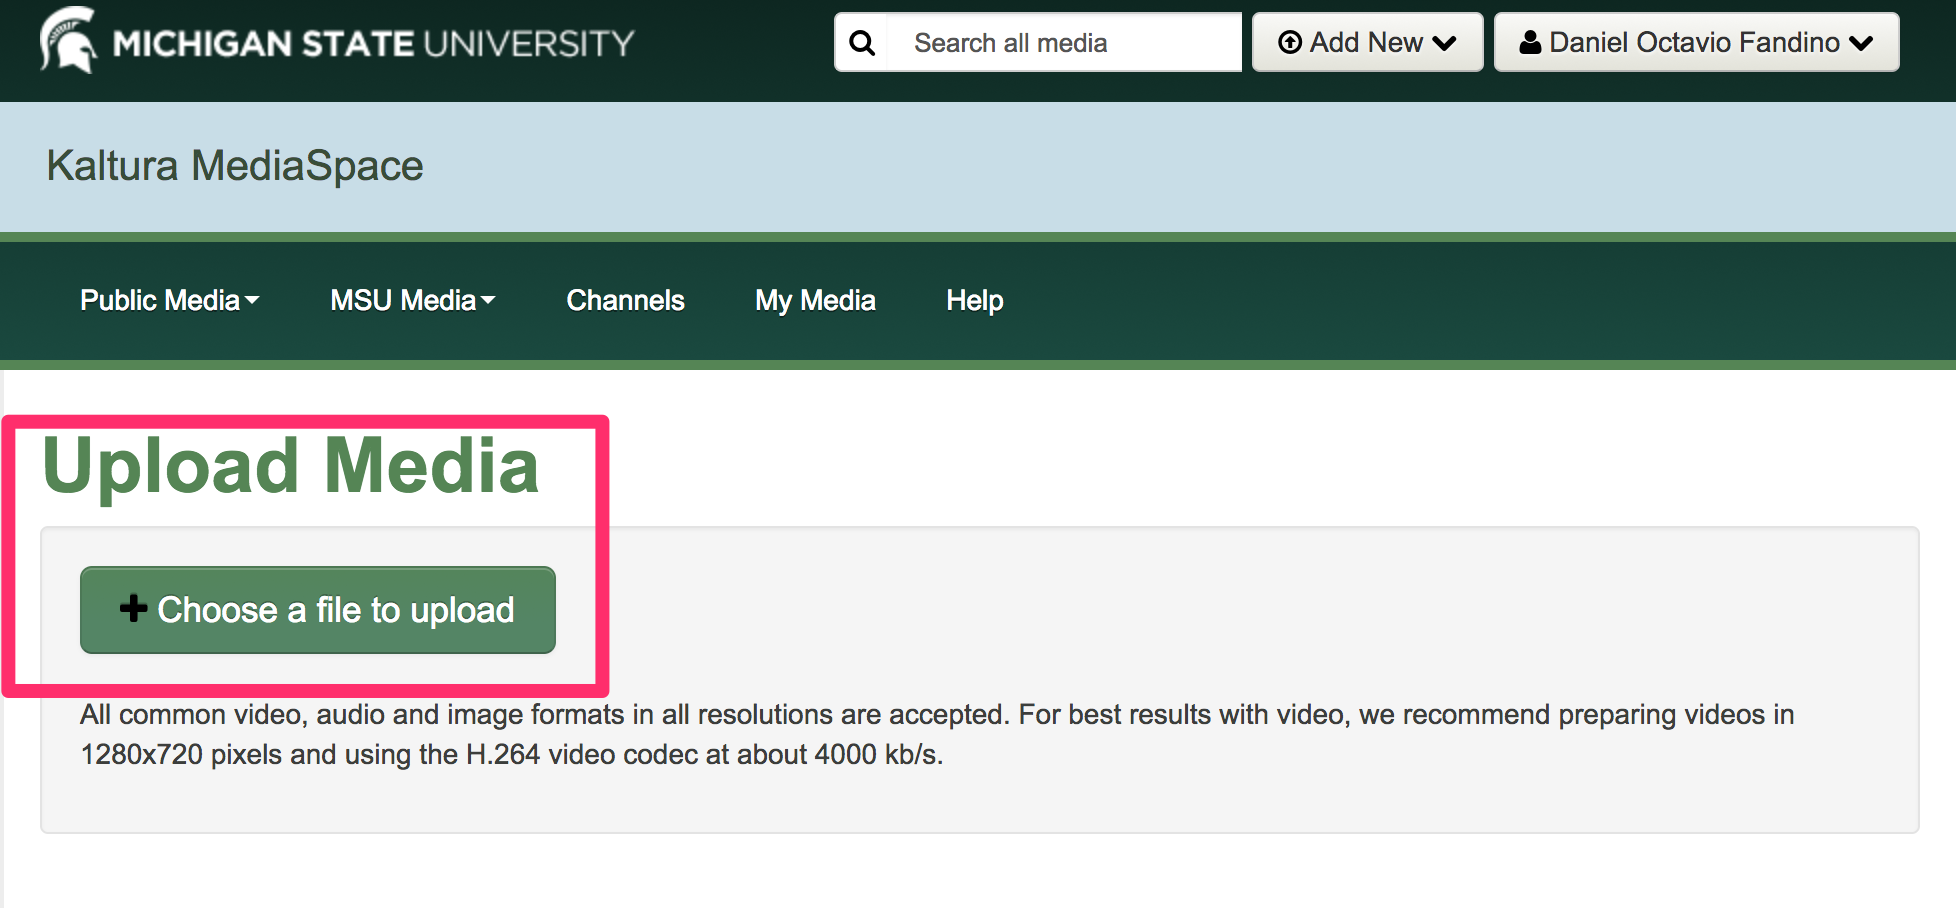 MICHIGAN STATE UNIVERSITY
Search all media
Add New
Daniel Octavio Fandino
Kaltura MediaSpace
Public Media
MSU Media
Channels
My Media
Help
Upload Media
Choose a file to upload
All common video, audio and image formats in all resolutions are accepted. For best results with video, we recommend preparing videos in
1280x720 pixels and using the H.264 video codec at about 4000 kb/s.